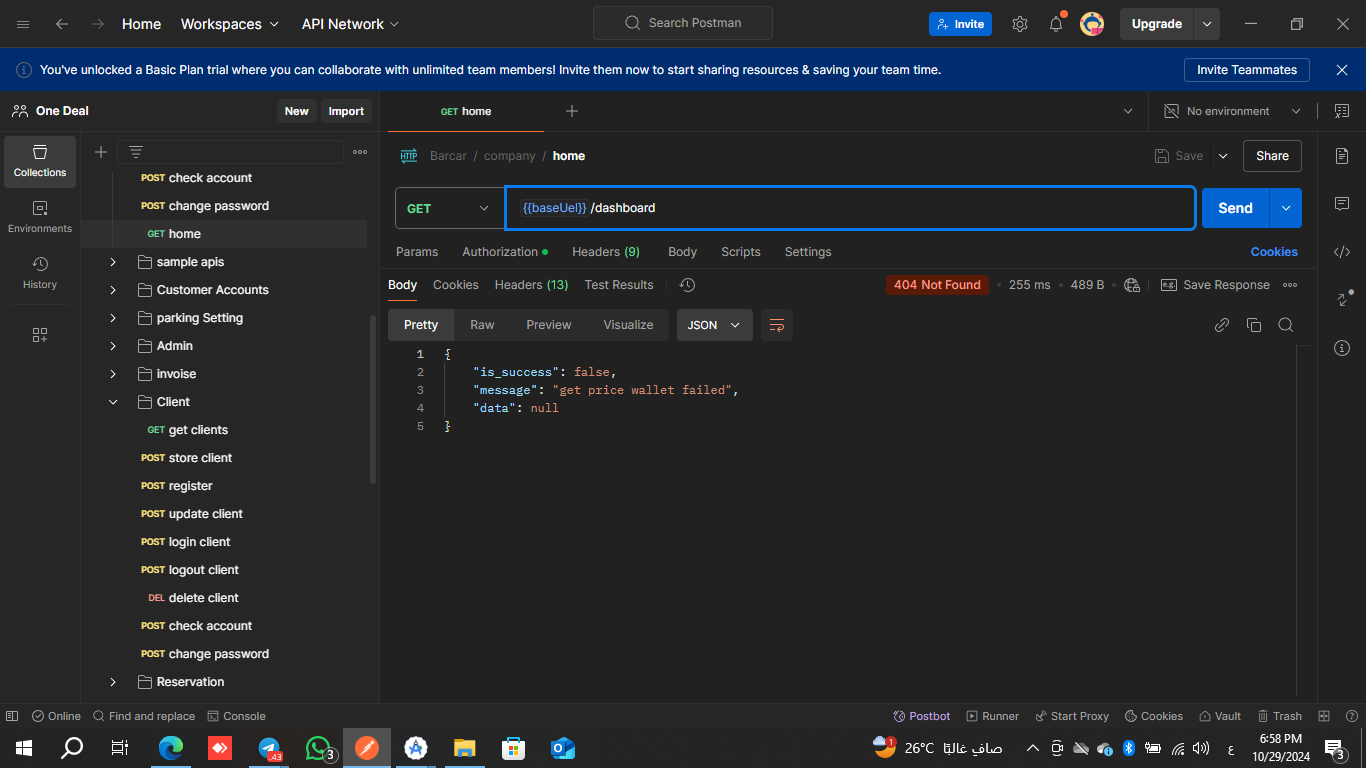 Home Workspaces API Network Search Postman Invite Upgrade
You've unlocked a Basic Plan trial where you can collaborate with unlimited team members! Invite them now to start sharing resources & saving your team time. Invite Teammates
One Deal New Import GET home No environment
Collections
Environments
History
POST check account
POST change password
GET home
sample apis
Customer Accounts
parking Setting
Admin
invoise
Client
GET get clients
POST store client
POST register
POST update client
POST login client
POST logout client
DEL delete client
POST check account
POST change password
Reservation
HTTP Barcar / company / home Save Share
GET {{baseUel}} /dashboard Send
Params Authorization Headers (9) Body Scripts Settings Cookies
Body Cookies Headers (13) Test Results 404 Not Found 255 ms 489 B e.g. Save Response
Pretty Raw Preview Visualize JSON
1 {
2 "is_success": false,
3 "message": "get price wallet failed",
4 "data": null
5 }
Online Find and replace Console Postbot Runner Start Proxy Cookies Vault Trash
.43 3 1 26°C صافٍ غالبًا ع 6:58 PM
10/29/2024 3